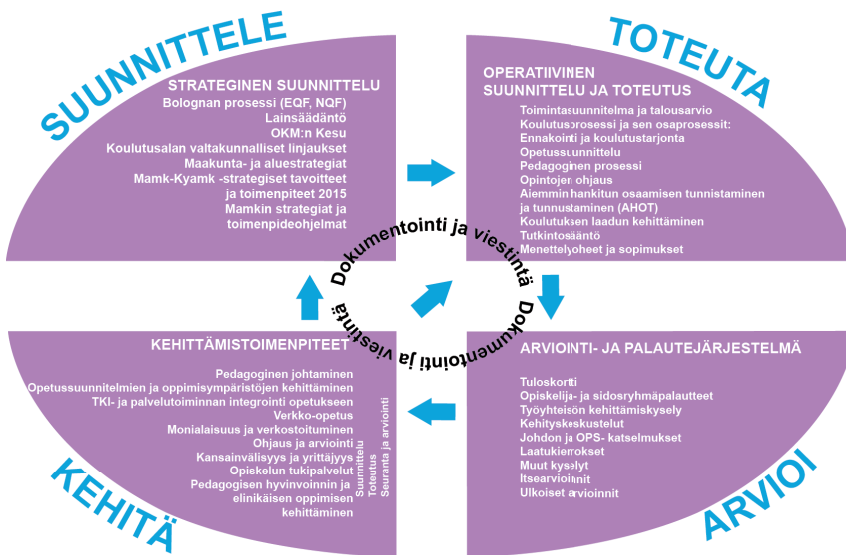 SUUNNITTELE
STRATEGINEN SUUNNITTELU
Bolognan prosessi (EQF, NQF)
Lainsäädäntö
OKM:n Kesu
Koulutusalan valtakunnalliset linjaukset
Maakunta- ja aluestrategiat
Mamk-Kyamk -strategiset tavoitteet
ja toimenpiteet 2015
Mamkin strategiat ja
toimenpideohjelmat
TOTEUTA
OPERATIIVINEN
SUUNNITTELU JA TOTEUTUS
Toimintasuunnitelma ja talousarvio
Koulutusprosessi ja sen osaprosessit:
Ennakointi ja koulutustarjonta
Opetussuunnittelu
Pedagoginen prosessi
Opintojen ohjaus
Aiemmin hankitun osaamisen tunnistaminen
ja tunnustaminen (AHOT)
Koulutuksen laadun kehittäminen
Tutkintosääntö
Menettelyohjeet ja sopimukset
Dokumentointi ja viestintä
Dokumentointi ja viestintä
KEHITTÄMISTOIMENPITEET
Pedagoginen johtaminen
Opetussuunnitelmien ja oppimisympäristöjen kehittäminen
TKI- ja palvelutoiminnan integrointi opetukseen
Verkko-opetus
Monialaisuus ja verkostoituminen
Ohjaus ja arviointi
Kansainvälisyys ja yrittäjyys
Opiskelun tukipalvelut
Pedagogisen hyvinvoinnin ja
elinikäisen oppimisen
kehittäminen
Suunnittelu
Toteutus
Seuranta ja arviointi
KEHITÄ
ARVIOINTI- JA PALAUTEJÄRJESTELMÄ
Tuloskortti
Opiskelija- ja sidosryhmäpalautteet
Työyhteisön kehittämiskysely
Kehityskeskustelut
Johdon ja OPS- katselmukset
Laatukierrokset
Muut kyselyt
Itsearvioinnit
Ulkoiset arvioinnit
ARVIOI